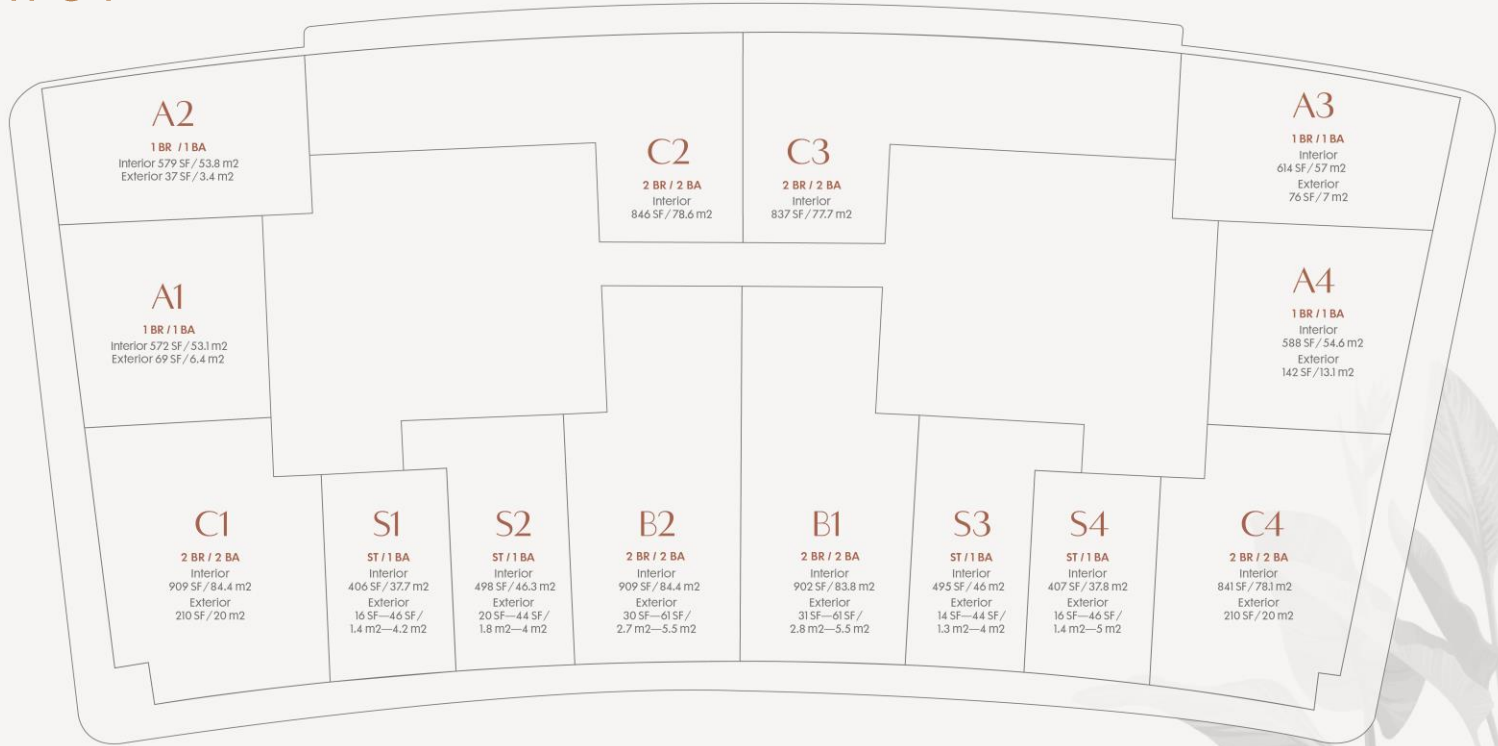 A2
1 BR / 1 BA
Interior 579 SF/53.8 m2
Exterior 37 SF/3.4 m2
C2
2 BR / 2 BA
Interior
846 SF/78.6 m2
C3
2 BR / 2 BA
Interior
837 SF/77.7 m2
A3
1 BR / 1 BA
Interior
614 SF/57 m2
Exterior
76 SF/7 m2
A1
1 BR / 1 BA
Interior 572 SF/53.1 m2
Exterior 69 SF/6.4 m2
A4
1 BR / 1 BA
Interior
588 SF/54.6 m2
Exterior
142 SF/13.1 m2
C1
2 BR / 2 BA
Interior
909 SF/84.4 m2
Exterior
210 SF/20 m2
S1
ST / 1 BA
Interior
406 SF/37.7 m2
Exterior
16 SF—46 SF/
1.4 m2—4.2 m2
S2
ST / 1 BA
Interior
498 SF/46.3 m2
Exterior
20 SF—44 SF/
1.8 m2—4 m2
B2
2 BR / 2 BA
Interior
909 SF/84.4 m2
Exterior
30 SF—61 SF/
2.7 m2—5.5 m2
B1
2 BR / 2 BA
Interior
902 SF/83.8 m2
Exterior
31 SF—61 SF/
2.8 m2—5.5 m2
S3
ST / 1 BA
Interior
495 SF/46 m2
Exterior
14 SF—44 SF/
1.3 m2—4 m2
S4
ST / 1 BA
Interior
407 SF/37.8 m2
Exterior
16 SF—46 SF/
1.4 m2—5 m2
C4
2 BR / 2 BA
Interior
841 SF/78.1 m2
Exterior
210 SF/20 m2